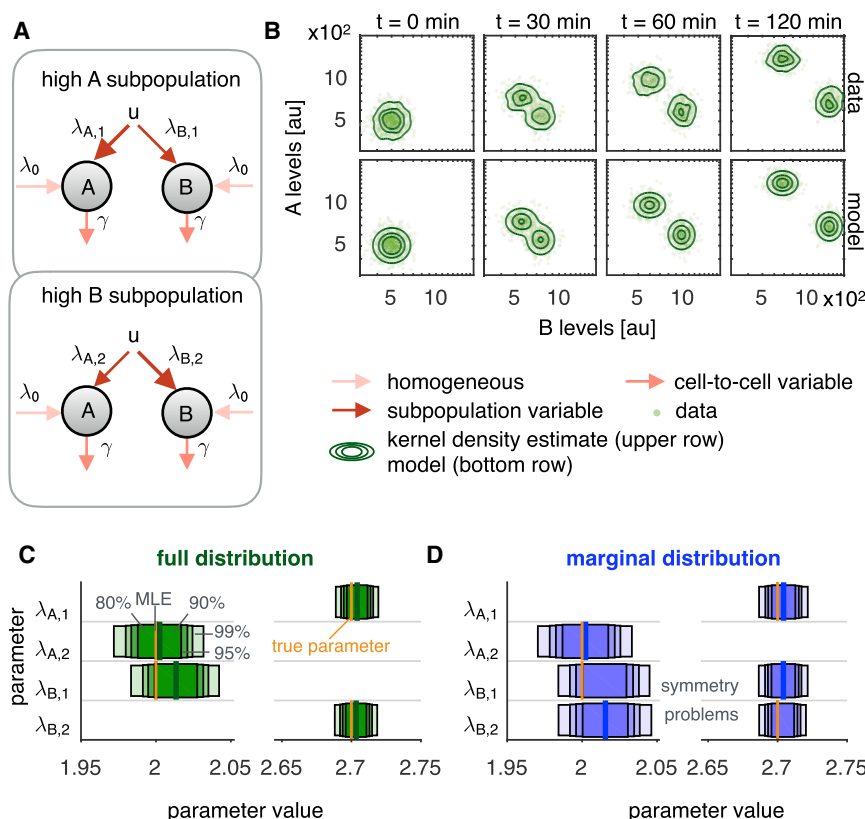 A
high A subpopulation
u
λA,1
λB,1
λ0
A
B
λ0
γ
γ
high B subpopulation
u
λA,2
λB,2
λ0
A
B
λ0
γ
γ
B
t = 0 min
t = 30 min
t = 60 min
t = 120 min
x10²
10
5
data
10
5
model
A levels [au]
5
10
5
10
5
10
5
10
x10²
B levels [au]
homogeneous
cell-to-cell variable
subpopulation variable
data
kernel density estimate (upper row)
model (bottom row)
C
full distribution
parameter
λA,1
λA,2
λB,1
λB,2
80%
MLE
90%
99%
95%
true parameter
1.95
2
2.05
2.65
2.7
2.75
parameter value
D
marginal distribution
λA,1
λA,2
λB,1
λB,2
symmetry
problems
1.95
2
2.05
2.65
2.7
2.75
parameter value